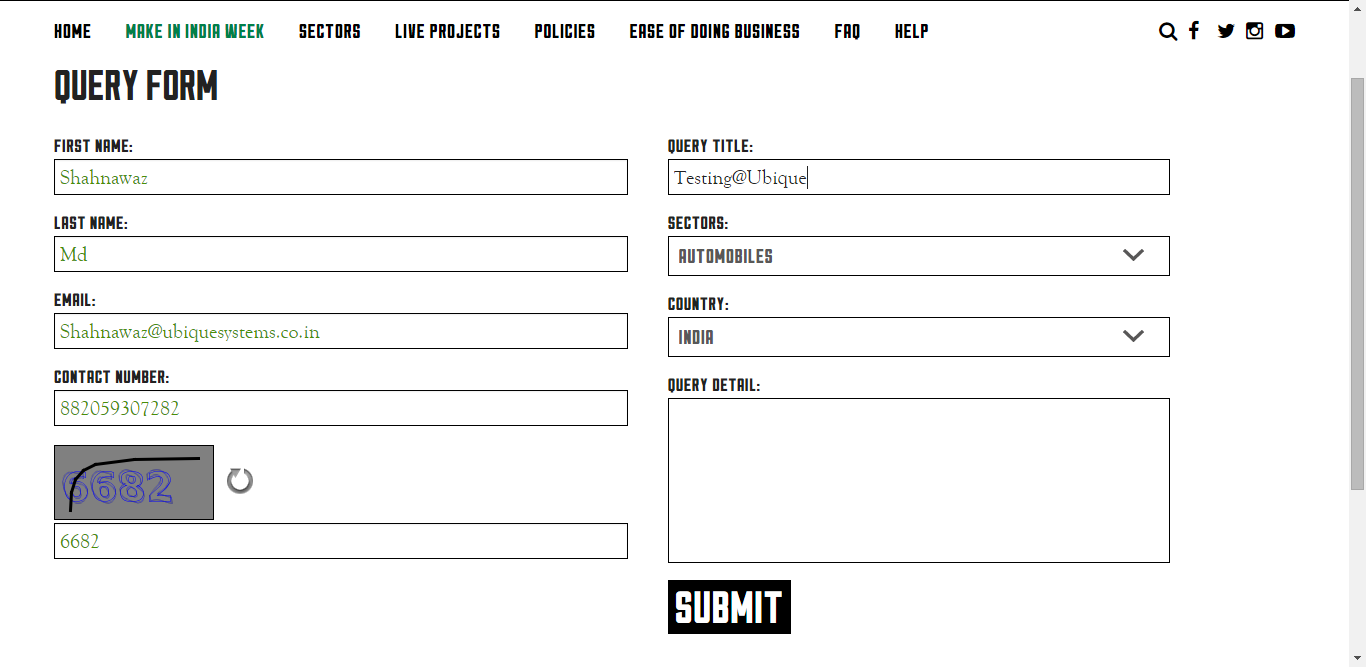 HOME MAKE IN INDIA WEEK SECTORS LIVE PROJECTS POLICIES EASE OF DOING BUSINESS FAQ HELP
QUERY FORM
FIRST NAME:
Shahnawaz
LAST NAME:
Md
EMAIL:
Shahnawaz@ubiquesystems.co.in
CONTACT NUMBER:
882059307282
6682
6682
QUERY TITLE:
Testing@Ubique
SECTORS:
AUTOMOBILES
COUNTRY:
INDIA
QUERY DETAIL:
SUBMIT